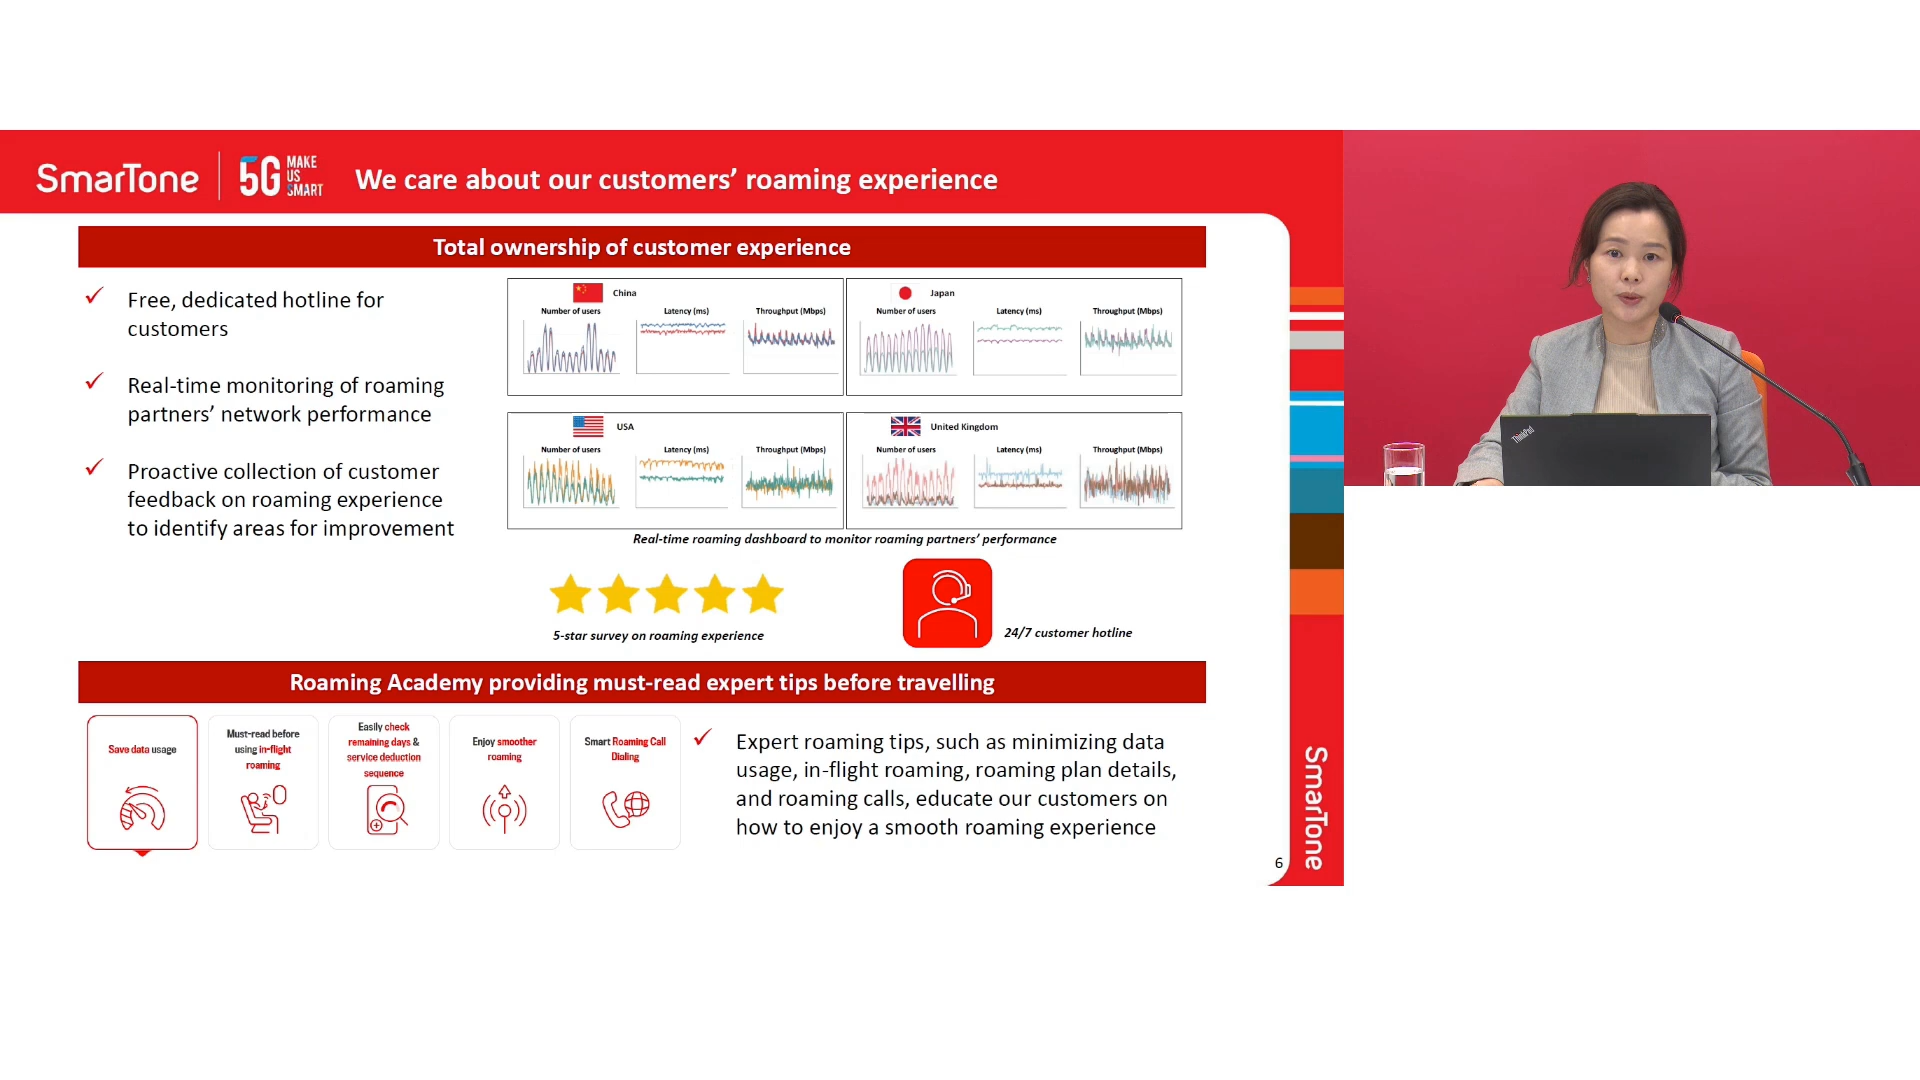 SmarTone
5G MAKE US SMART
We care about our customers’ roaming experience
Total ownership of customer experience
✓ Free, dedicated hotline for
customers
✓ Real-time monitoring of roaming
partners’ network performance
✓ Proactive collection of customer
feedback on roaming experience
to identify areas for improvement
China
Number of users Latency (ms) Throughput (Mbps)
Japan
Number of users Latency (ms) Throughput (Mbps)
USA
Number of users Latency (ms) Throughput (Mbps)
United Kingdom
Number of users Latency (ms) Throughput (Mbps)
Real-time roaming dashboard to monitor roaming partners’ performance
5-star survey on roaming experience
24/7 customer hotline
Roaming Academy providing must-read expert tips before travelling
Save data usage
Must-read before
using in-flight
roaming
Easily check
remaining days &
service deduction
sequence
Enjoy smoother
roaming
Smart Roaming Call
Dialing
✓ Expert roaming tips, such as minimizing data
usage, in-flight roaming, roaming plan details,
and roaming calls, educate our customers on
how to enjoy a smooth roaming experience
6
SmarTone
ThinkPad